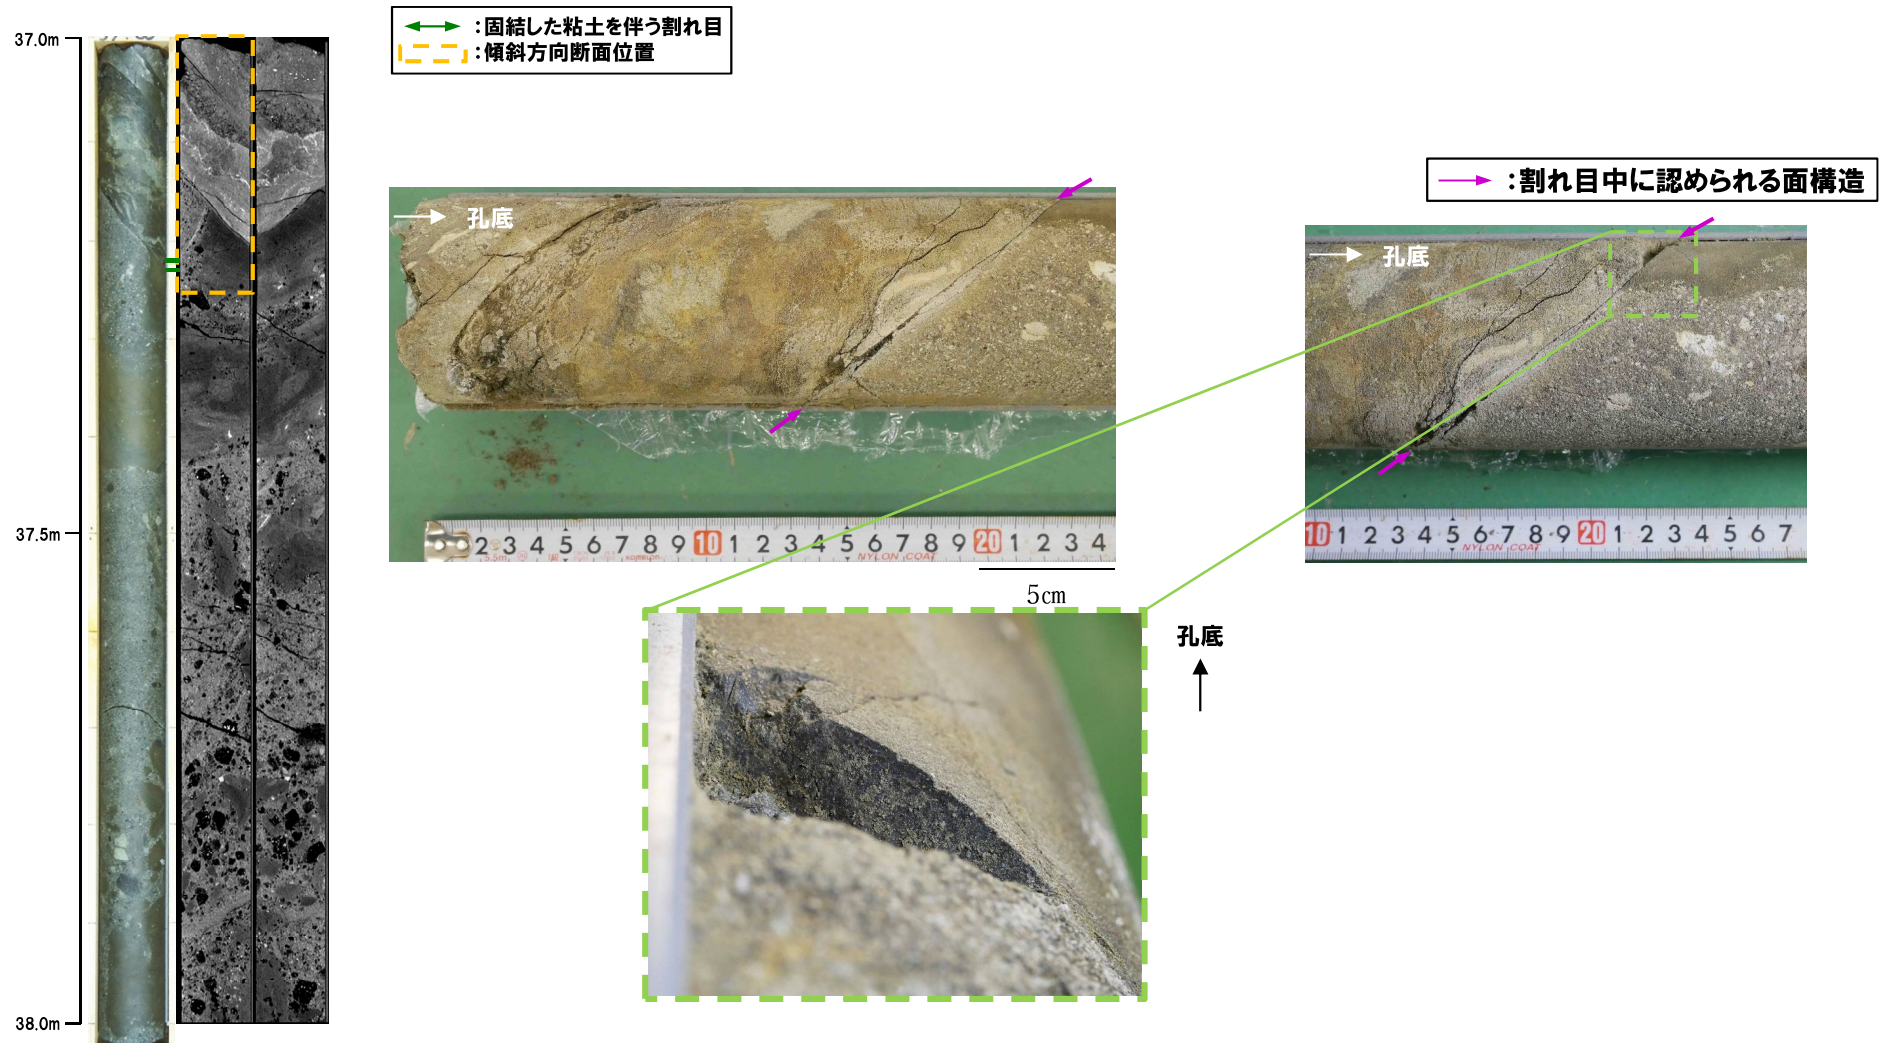 :固結した粘土を伴う割れ目
:傾斜方向断面位置
37.0m
37.5m
38.0m
孔底
2 3 4 5 6 7 8 9 10 1 2 3 4 5 6 7 8 9 20 1 2 3 4
5.5m KOMELON NYLON COAT
5cm
:割れ目中に認められる面構造
孔底
10 1 2 3 4 5 6 7 8 9 20 1 2 3 4 5 6 7
NYLON COAT
孔底